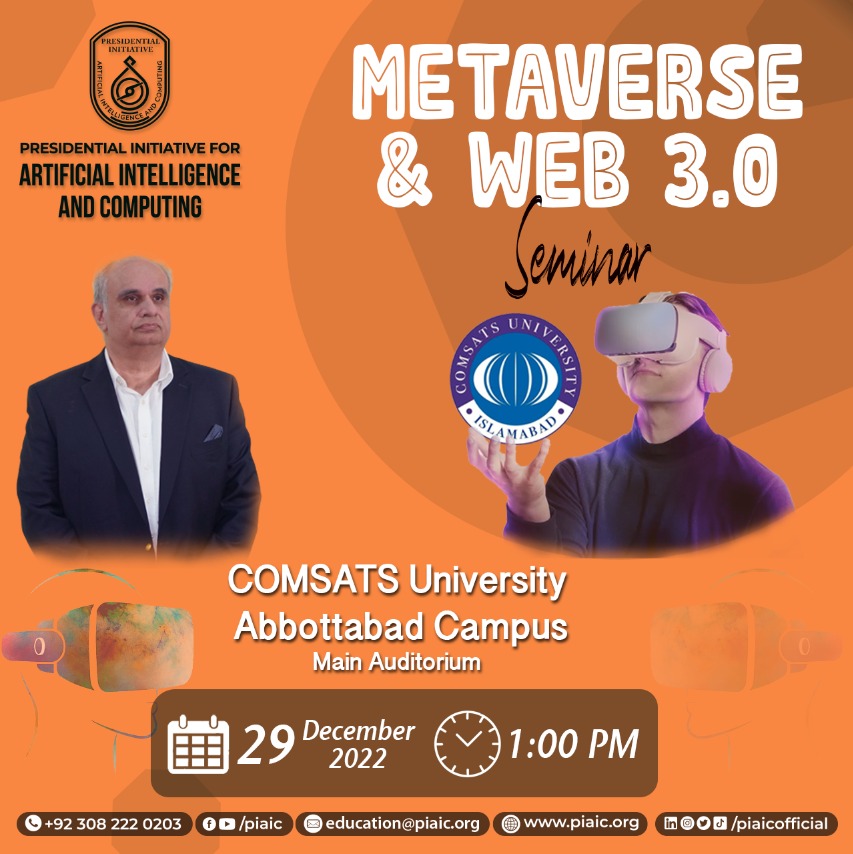 PRESIDENTIAL
INITIATIVE
ARTIFICIAL INTELLIGENCE AND COMPUTING
PRESIDENTIAL INITIATIVE FOR
ARTIFICIAL INTELLIGENCE
AND COMPUTING
METAVERSE
& WEB 3.0
Seminar
COMSATS UNIVERSITY
ISLAMABAD
COMSATS University
Abbottabad Campus
Main Auditorium
29 December
2022
1:00 PM
+92 308 222 0203
/piaic
education@piaic.org
www.piaic.org
/piaicofficial